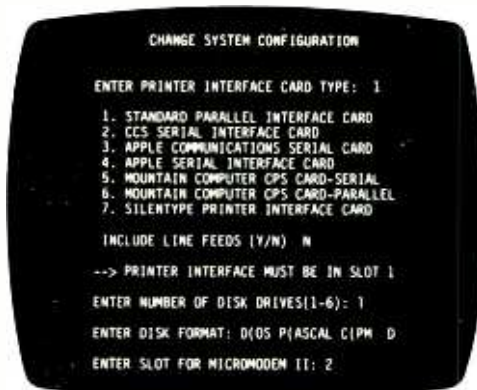 CHANGE SYSTEM CONFIGURATION
ENTER PRINTER INTERFACE CARD TYPE: 1
1. STANDARD PARALLEL INTERFACE CARD
2. CCS SERIAL INTERFACE CARD
3. APPLE COMMUNICATIONS SERIAL CARD
4. APPLE SERIAL INTERFACE CARD
5. MOUNTAIN COMPUTER CPS CARD-SERIAL
6. MOUNTAIN COMPUTER CPS CARD-PARALLEL
7. SILENTYPE PRINTER INTERFACE CARD
INCLUDE LINE FEEDS (Y/N) N
--> PRINTER INTERFACE MUST BE IN SLOT 1
ENTER NUMBER OF DISK DRIVES(1-6): 1
ENTER DISK FORMAT: D(OS P(ASCAL C(PM D
ENTER SLOT FOR MICROMODEM II: 2